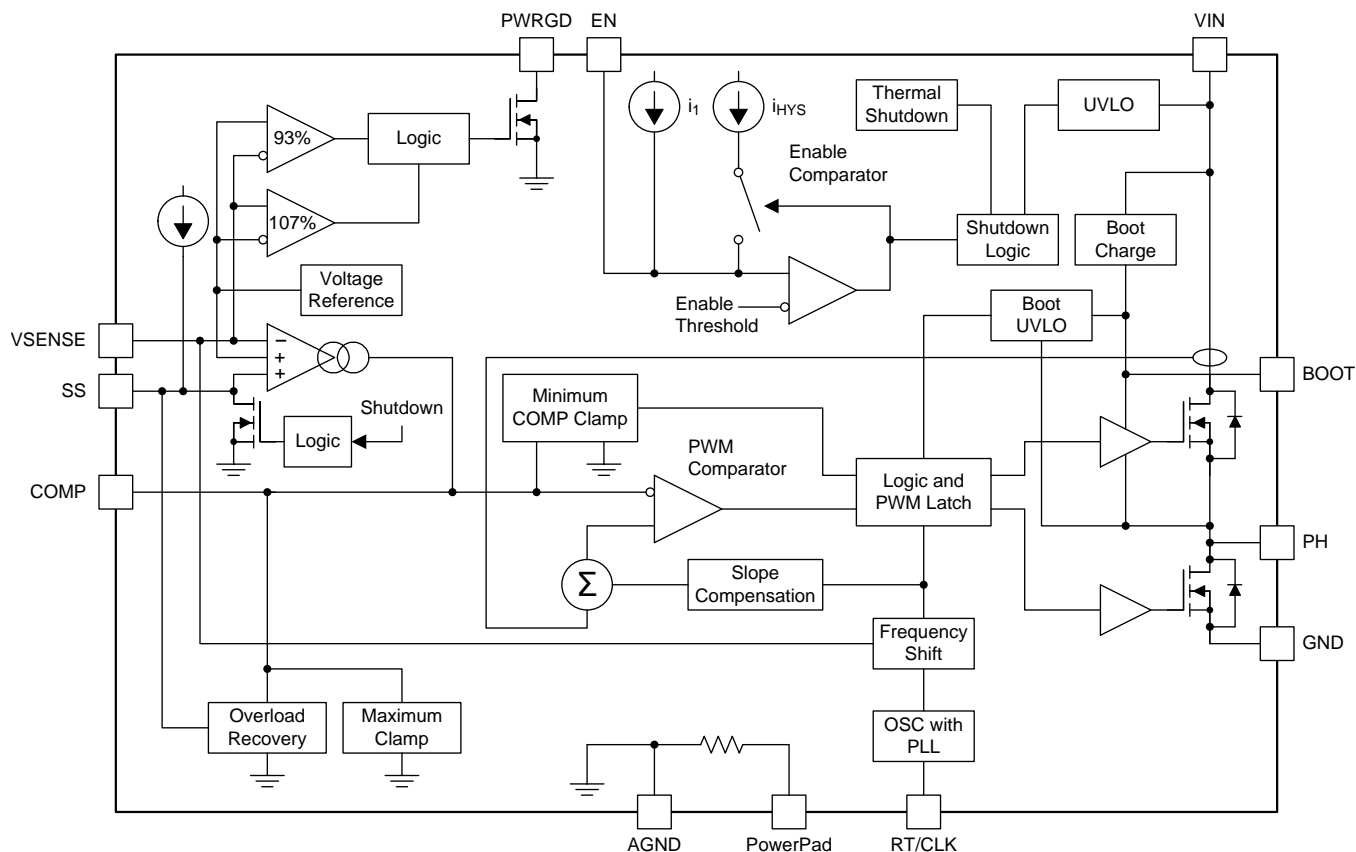 PWRGD
EN
VIN
93%
Logic
i1
iHYS
Thermal
Shutdown
UVLO
Enable
Comparator
107%
Shutdown
Logic
Boot
Charge
Voltage
Reference
Enable
Threshold
Boot
UVLO
VSENSE
−
+
+
SS
BOOT
Shutdown
Logic
Minimum
COMP Clamp
PWM
Comparator
Logic and
PWM Latch
COMP
PH
Σ
Slope
Compensation
Frequency
Shift
GND
Overload
Recovery
Maximum
Clamp
OSC with
PLL
AGND
PowerPad
RT/CLK